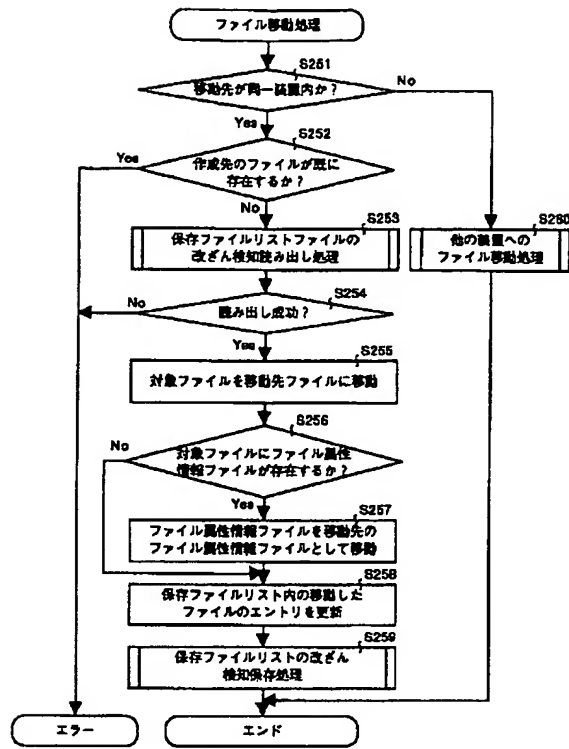 ファイル移動処理
S251
移動先が同一装置内か？
No
Yes
S252
Yes
作成先のファイルが既に
存在するか？
No
S253
保存ファイルリストファイルの
改ざん検知読み出し処理
S260
他の装置への
ファイル移動処理
S254
No
読み出し成功？
Yes
S255
対象ファイルを移動先ファイルに移動
S256
No
対象ファイルにファイル属性
情報ファイルが存在するか？
Yes
S257
ファイル属性情報ファイルを移動先の
ファイル属性情報ファイルとして移動
S258
保存ファイルリスト内の移動した
ファイルのエントリを更新
S259
保存ファイルリストの改ざん
検知保存処理
エラー
エンド